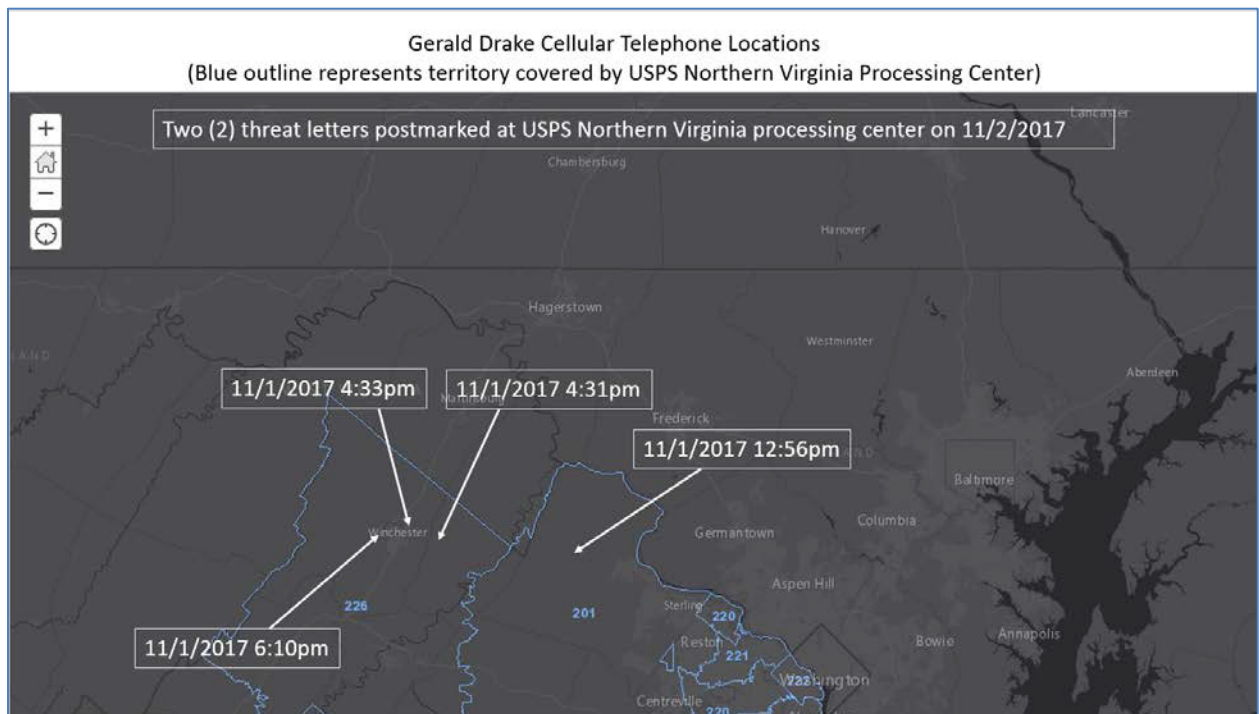 Gerald Drake Cellular Telephone Locations
(Blue outline represents territory covered by USPS Northern Virginia Processing Center)
+
−
Two (2) threat letters postmarked at USPS Northern Virginia processing center on 11/2/2017
Lancaster
Chambersburg
Hanover
Hagerstown
Westminster
Aberdeen
11/1/2017 4:33pm
11/1/2017 4:31pm
Martinsburg
Frederick
11/1/2017 12:56pm
Baltimore
Winchester
Germantown
Columbia
Aspen Hill
226
201
Sterling
220
Reston
221
Bowie
Annapolis
11/1/2017 6:10pm
222
Washington
Centreville
220